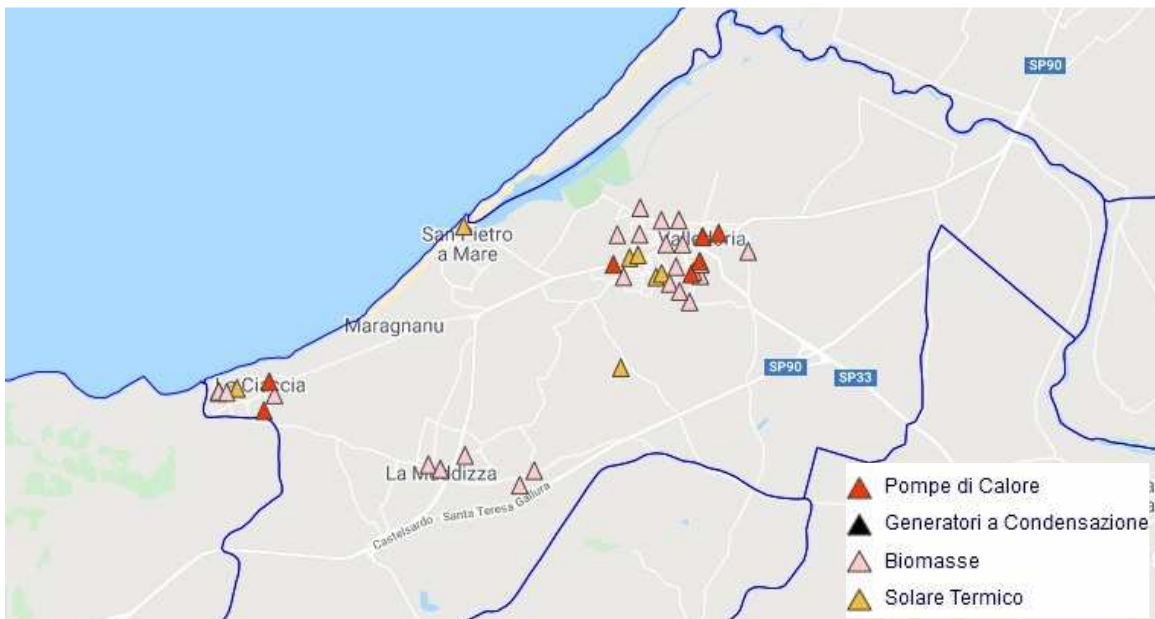 SP90
San Pietro
a Mare
Valledoria
Maragnanu
SP90
SP33
La Ciaccia
La Muddizza
Castelsardo
Santa Teresa Gallura
Pompe di Calore
Generatori a Condensazione
Biomasse
Solare Termico